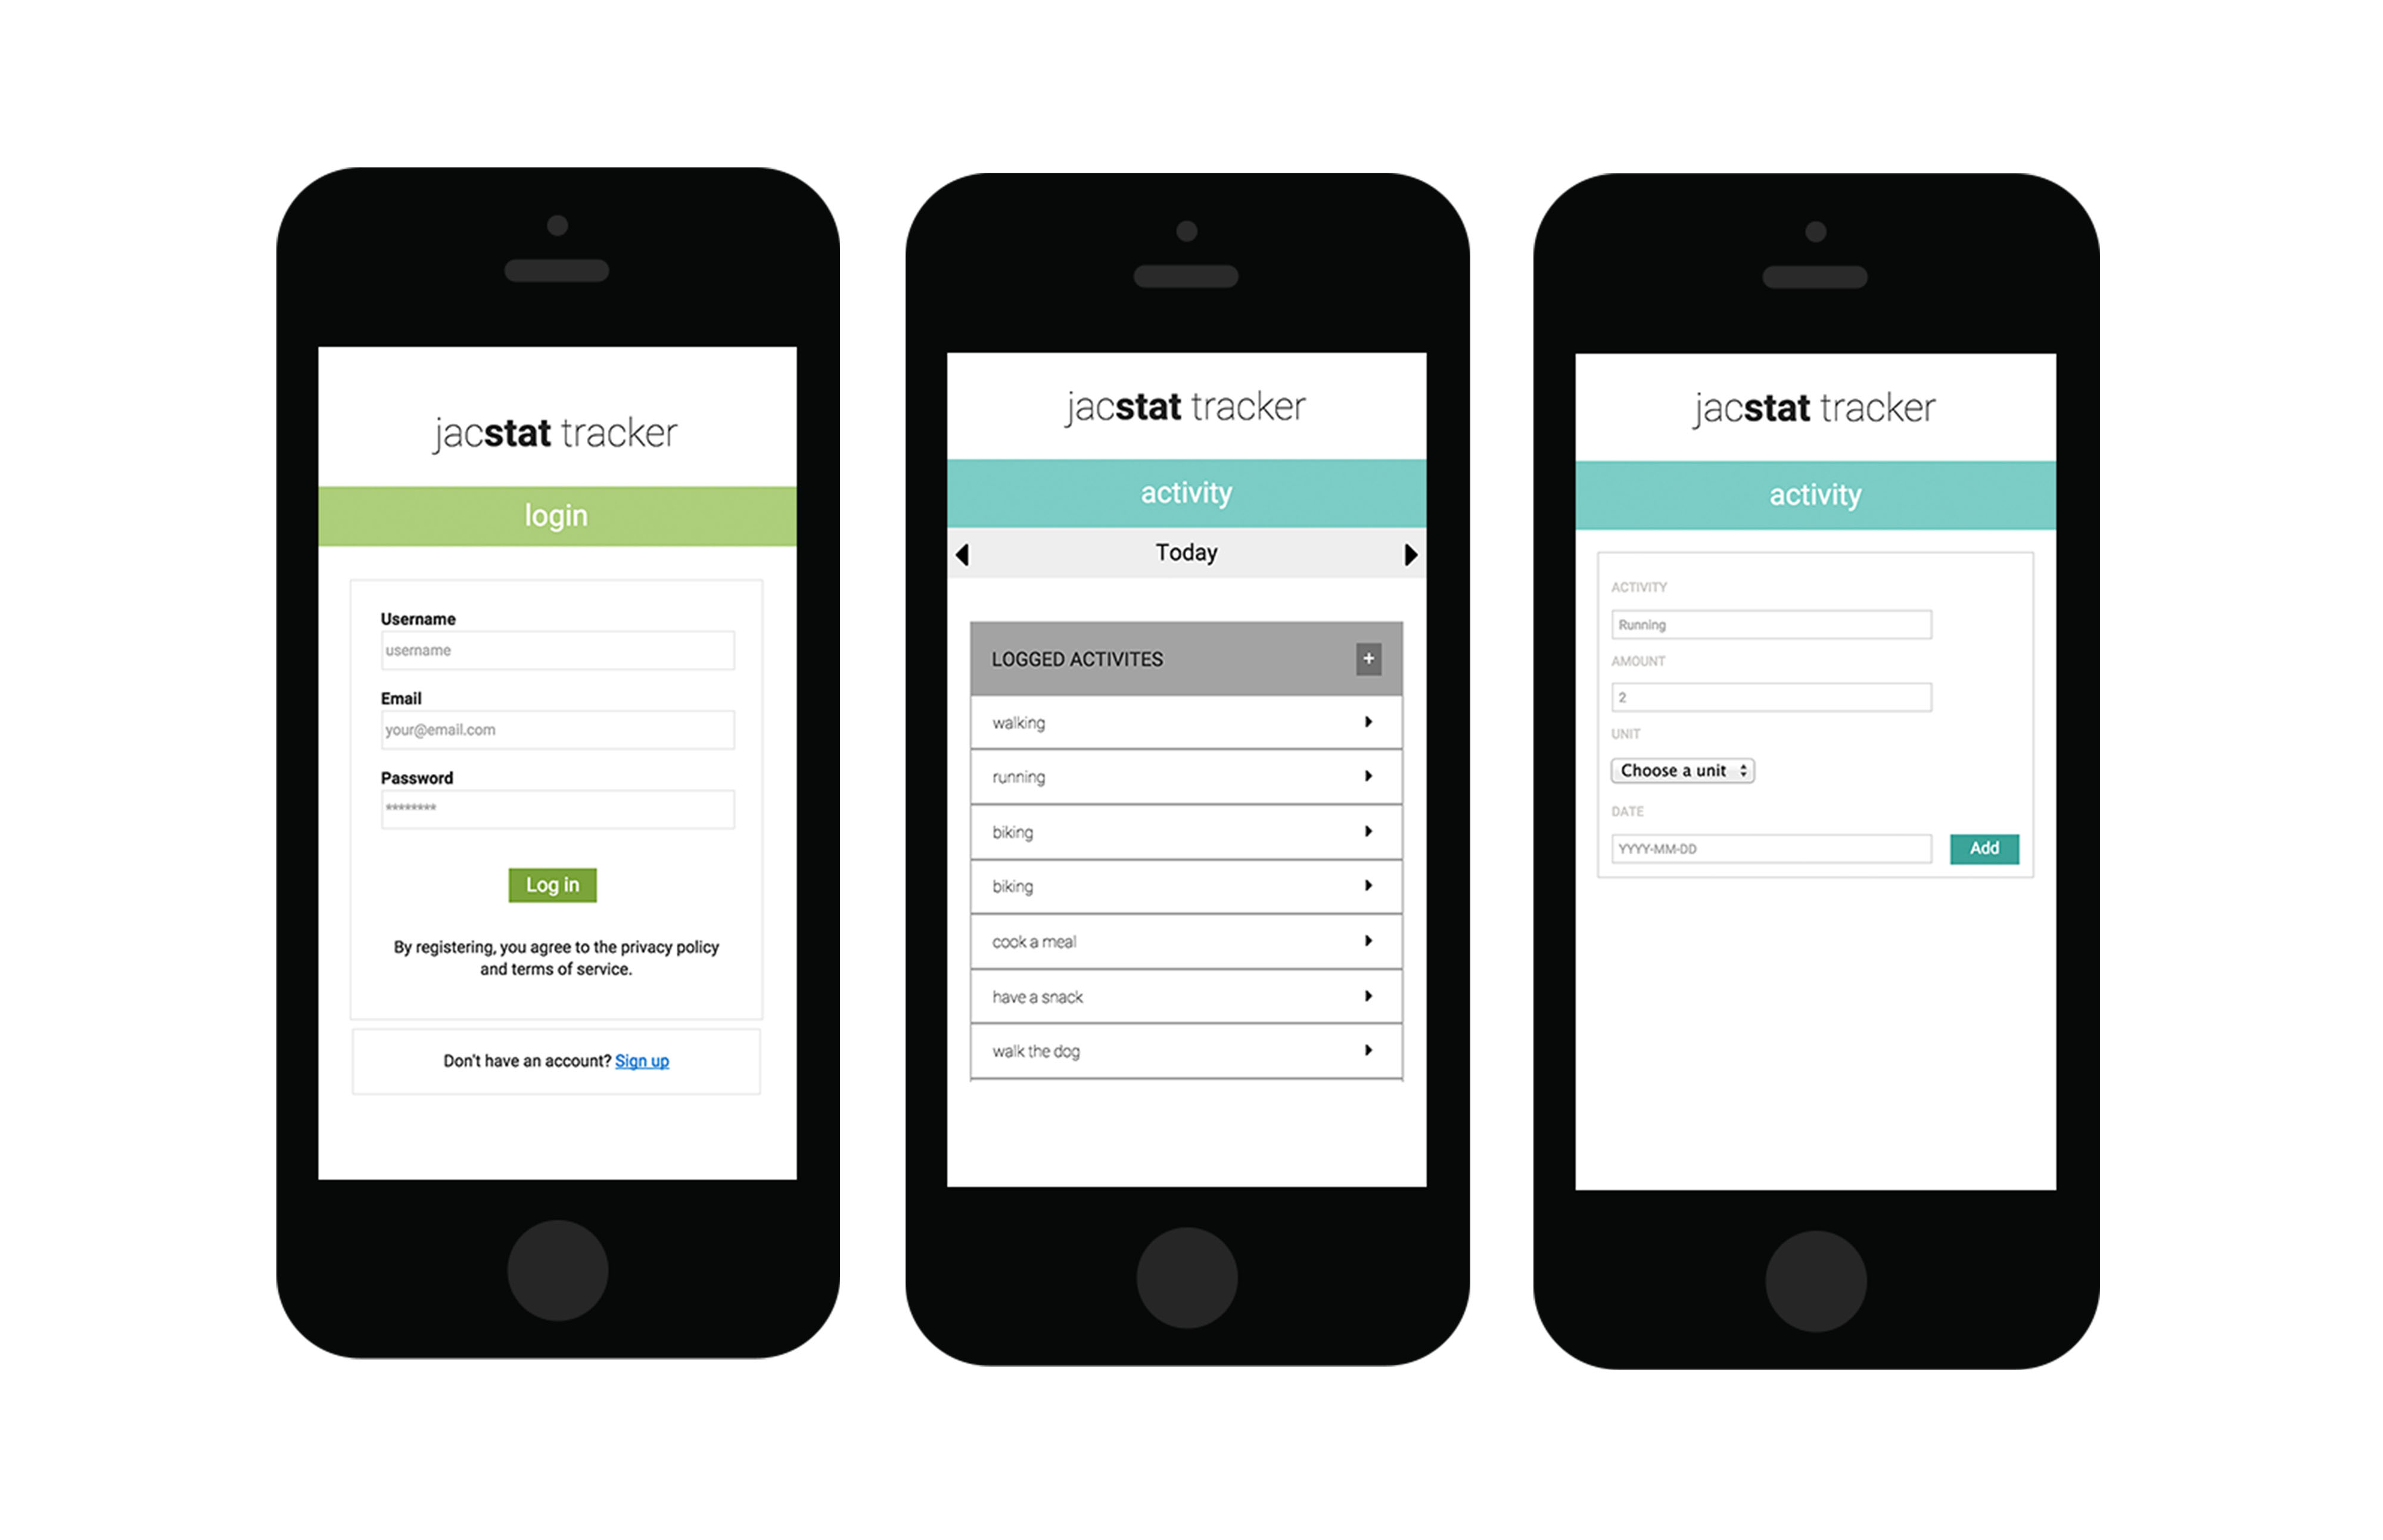 jacstat tracker
login
Username
username
Email
your@email.com
Password
********
Log in
By registering, you agree to the privacy policy
and terms of service.
Don't have an account? Sign up
jacstat tracker
activity
Today
LOGGED ACTIVITES
+
walking
running
biking
biking
cook a meal
have a snack
walk the dog
jacstat tracker
activity
ACTIVITY
Running
AMOUNT
2
UNIT
Choose a unit
DATE
YYYY-MM-DD
Add